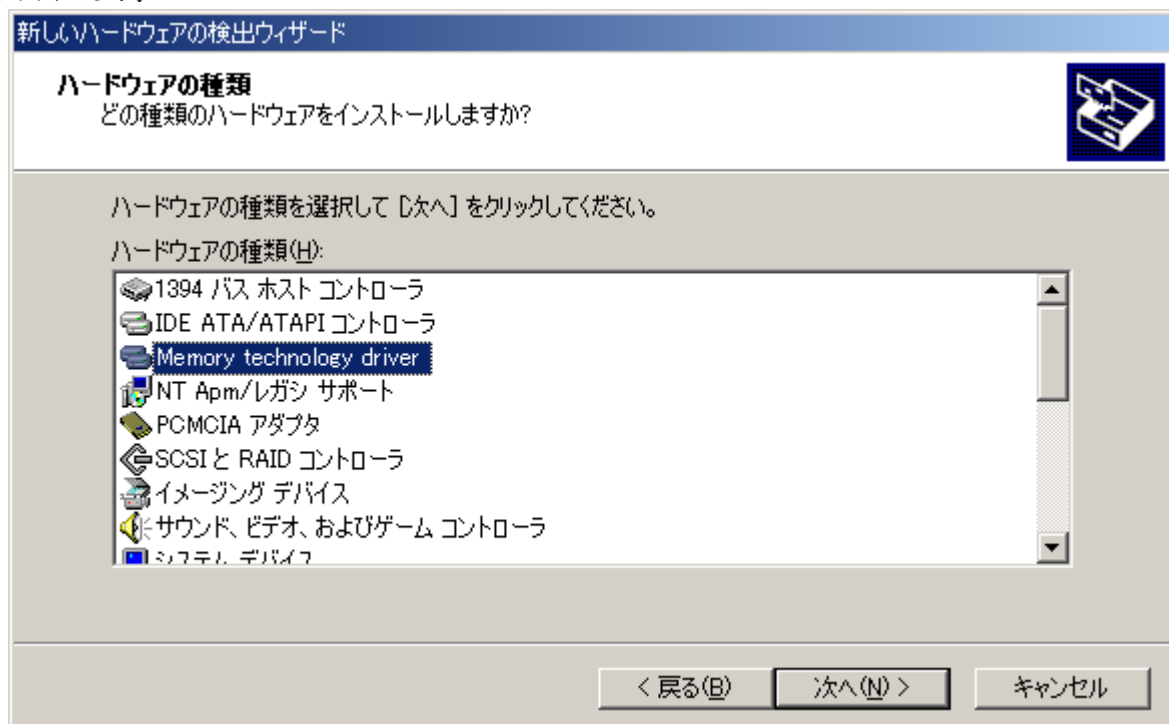 新しいハードウェアの検出ウィザード
ハードウェアの種類
どの種類のハードウェアをインストールしますか?
ハードウェアの種類を選択して [次へ] をクリックしてください。
ハードウェアの種類(H):
1394 バス ホスト コントローラ
IDE ATA/ATAPI コントローラ
Memory technology driver
NT Apm/レガシ サポート
PCMCIA アダプタ
SCSI と RAID コントローラ
イメージング デバイス
サウンド、ビデオ、およびゲーム コントローラ
システム デバイス
< 戻る(B) 次へ(N) > キャンセル